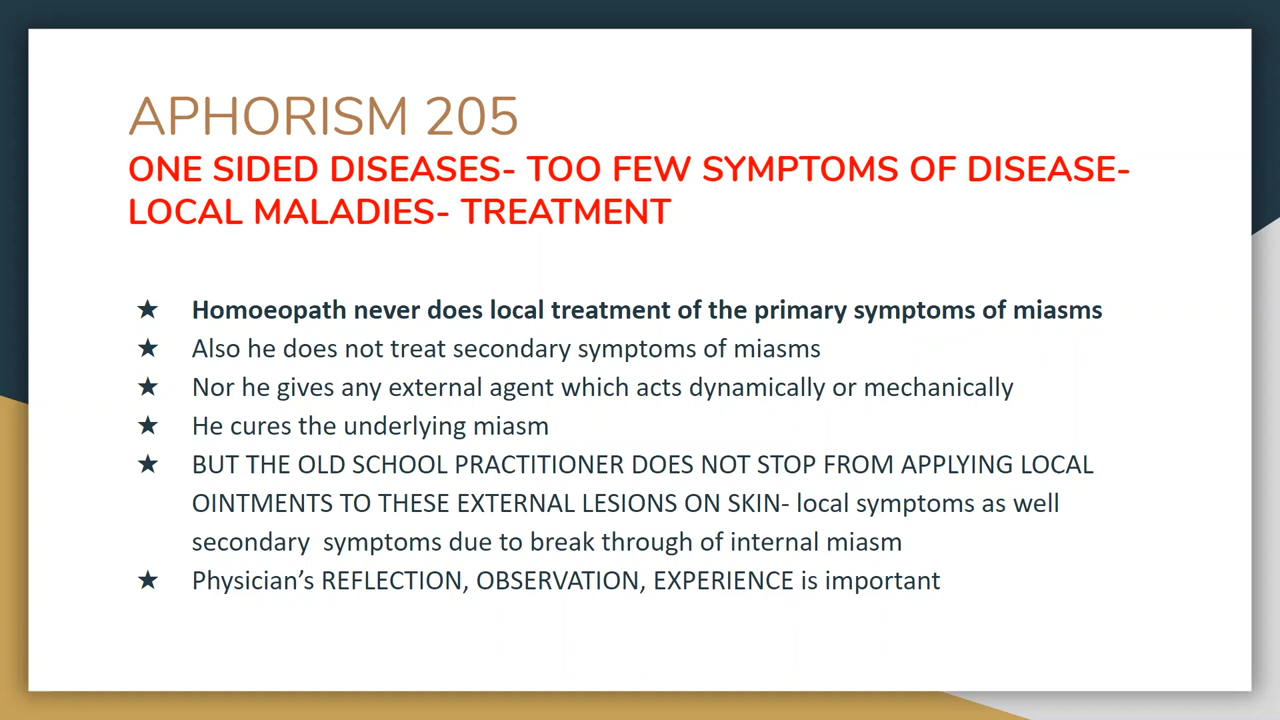 APHORISM 205
ONE SIDED DISEASES- TOO FEW SYMPTOMS OF DISEASE-
LOCAL MALADIES- TREATMENT
★ Homoeopath never does local treatment of the primary symptoms of miasms
★ Also he does not treat secondary symptoms of miasms
★ Nor he gives any external agent which acts dynamically or mechanically
★ He cures the underlying miasm
★ BUT THE OLD SCHOOL PRACTITIONER DOES NOT STOP FROM APPLYING LOCAL
OINTMENTS TO THESE EXTERNAL LESIONS ON SKIN- local symptoms as well
secondary  symptoms due to break through of internal miasm
★ Physician’s REFLECTION, OBSERVATION, EXPERIENCE is important